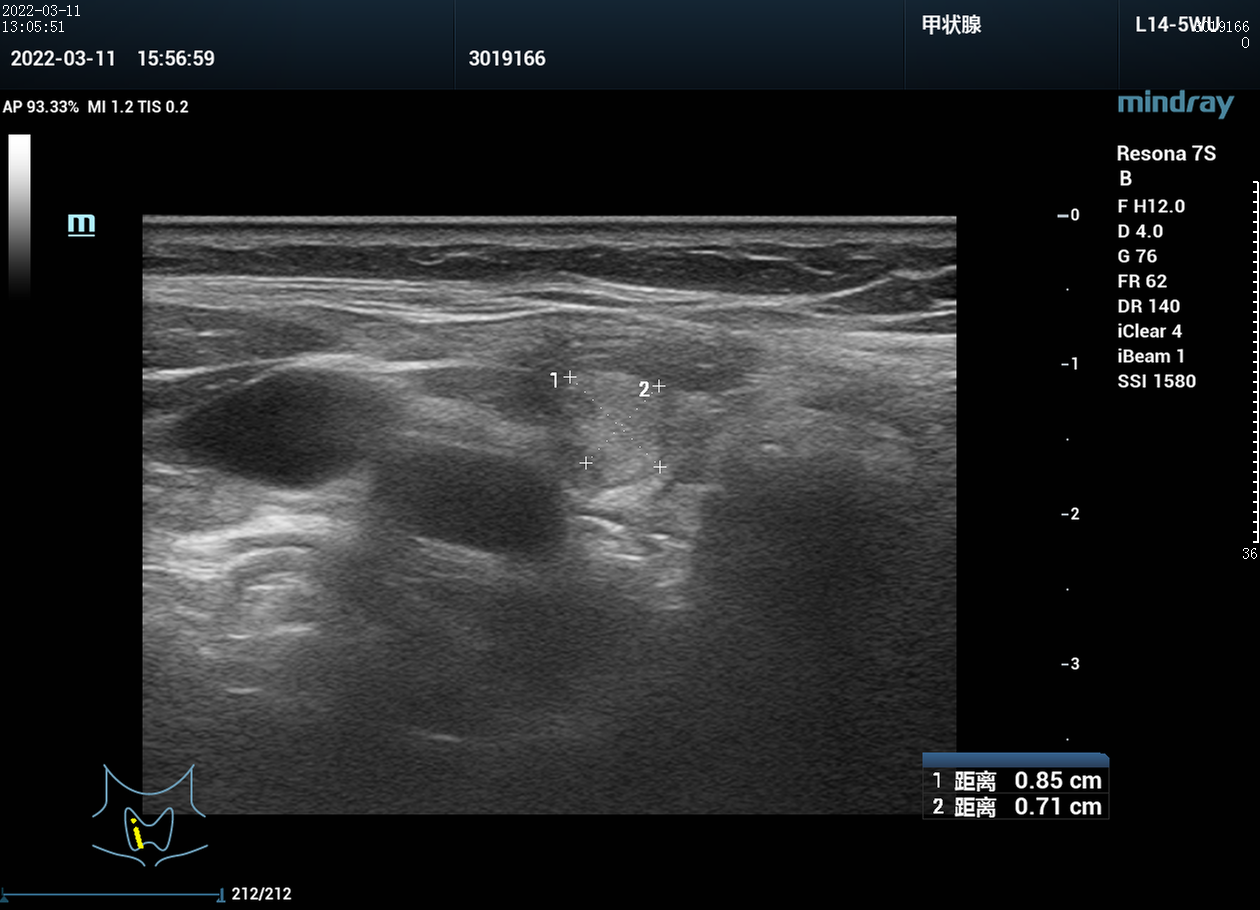 2022-03-11
13:05:51
2022-03-11 15:56:59
3019166
甲状腺
L14-5WU
3019166
0
AP 93.33% MI 1.2 TIS 0.2
mindray
Resona 7S
B
F H12.0
D 4.0
G 76
FR 62
DR 140
iClear 4
iBeam 1
SSI 1580
m
0
1
2
3
1
2
36
1 距离 0.85 cm
2 距离 0.71 cm
212/212